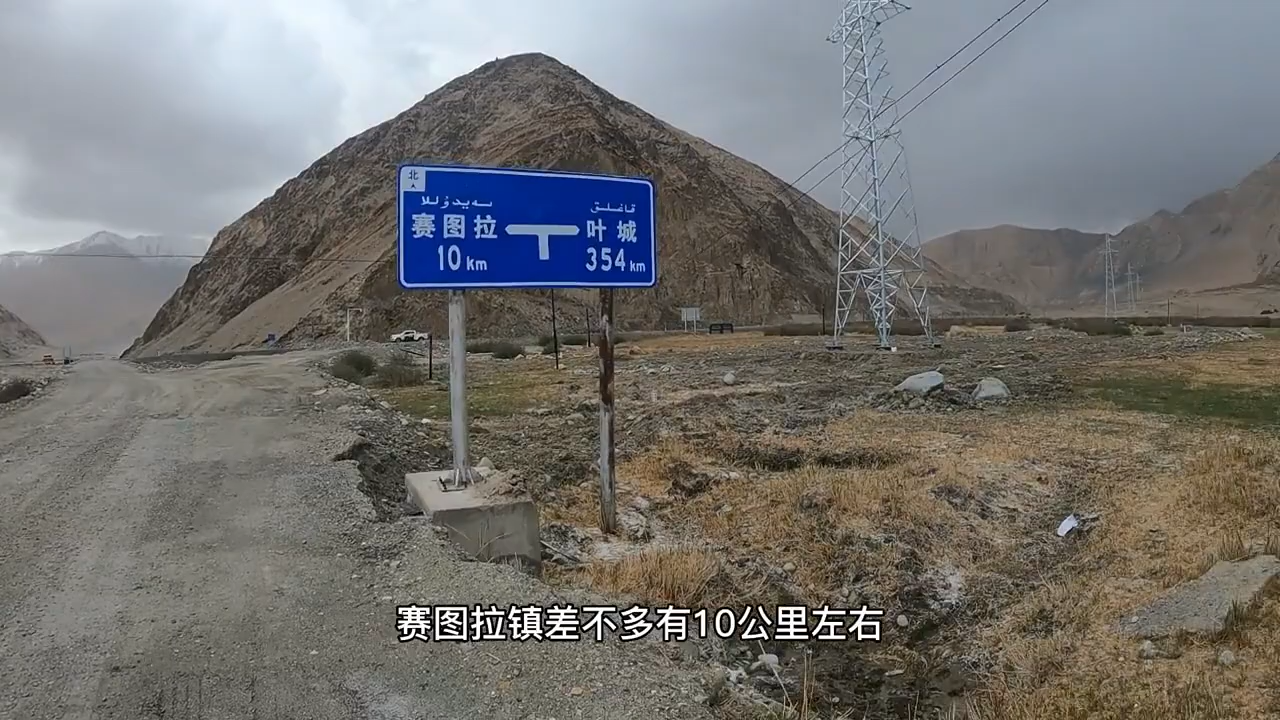 北
سەيدۇللا
قاغىلىق
赛图拉
叶城
10 km
354 km
赛图拉镇差不多有10公里左右